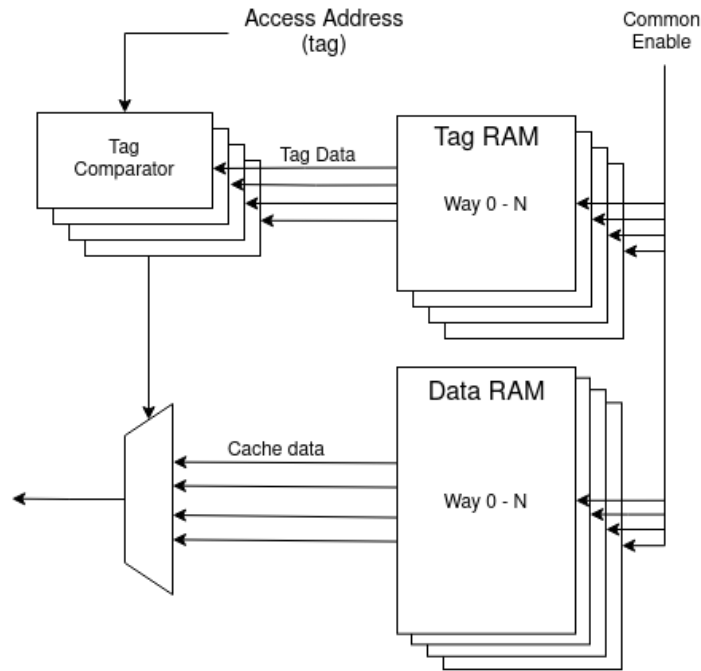 Access Address
(tag)
Common
Enable
Tag
Comparator
Tag Data
Tag RAM
Way 0 - N
Data RAM
Cache data
Way 0 - N